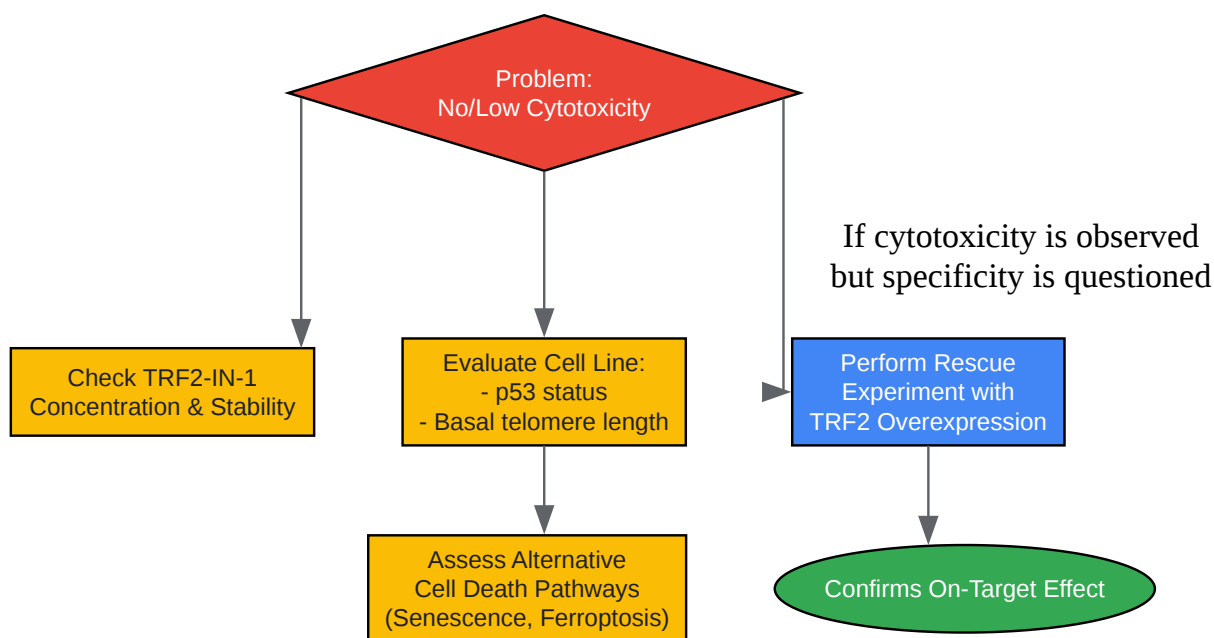 Problem:
No/Low Cytotoxicity
If cytotoxicity is observed
but specificity is questioned
Check TRF2-IN-1
Concentration & Stability
Evaluate Cell Line:
- p53 status
- Basal telomere length
Perform Rescue
Experiment with
TRF2 Overexpression
Assess Alternative
Cell Death Pathways
(Senescence, Ferroptosis)
Confirms On-Target Effect